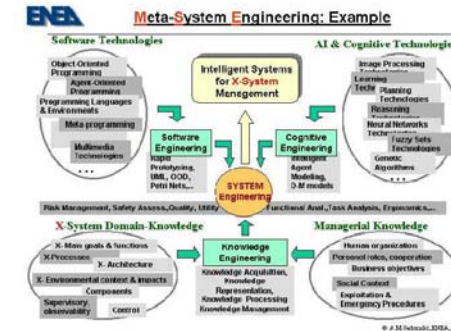 ENEA
Meta-System Engineering: Example
Software Technologies
AI & Cognitive Technologie
Object-Oriented
Programming
Agent-Oriented
Programming
Programming Languages
& Environments
Meta-programming
Multimedia
Technologies
...
Intelligent Systems
for X-System
Management
Image Processing
Learning
Planning
Technologies
Reasoning
Neural Networks
Fuzzy Sets
Technologies
Genetic
Algorithms
...
Software
Engineering
Rapid
Prototyping,
UML, OOD,
Petri Nets,...
Cognitive
Engineering
Intelligent
Agent
Modeling,
D-M models
SYSTEM
Engineering
Risk Management, Safety Assess.,Quality, Utility
Functional Anal.,Task Analysis, Ergonomics,...
X-System Domain-Knowledge
Managerial Knowledge
X- Main goals & functions
X-Processes
X- Architecture
X- Environmental context & impacts
Components
Supervisory,
observability
Control
Knowledge
Engineering
Knowledge Acquisition,
Knowledge
Representation,
Knowledge Processing
Knowledge Management
Human organization
Personal roles, cooperation
Business objectives
Social Context
Exploitation &
Emergency Procedures